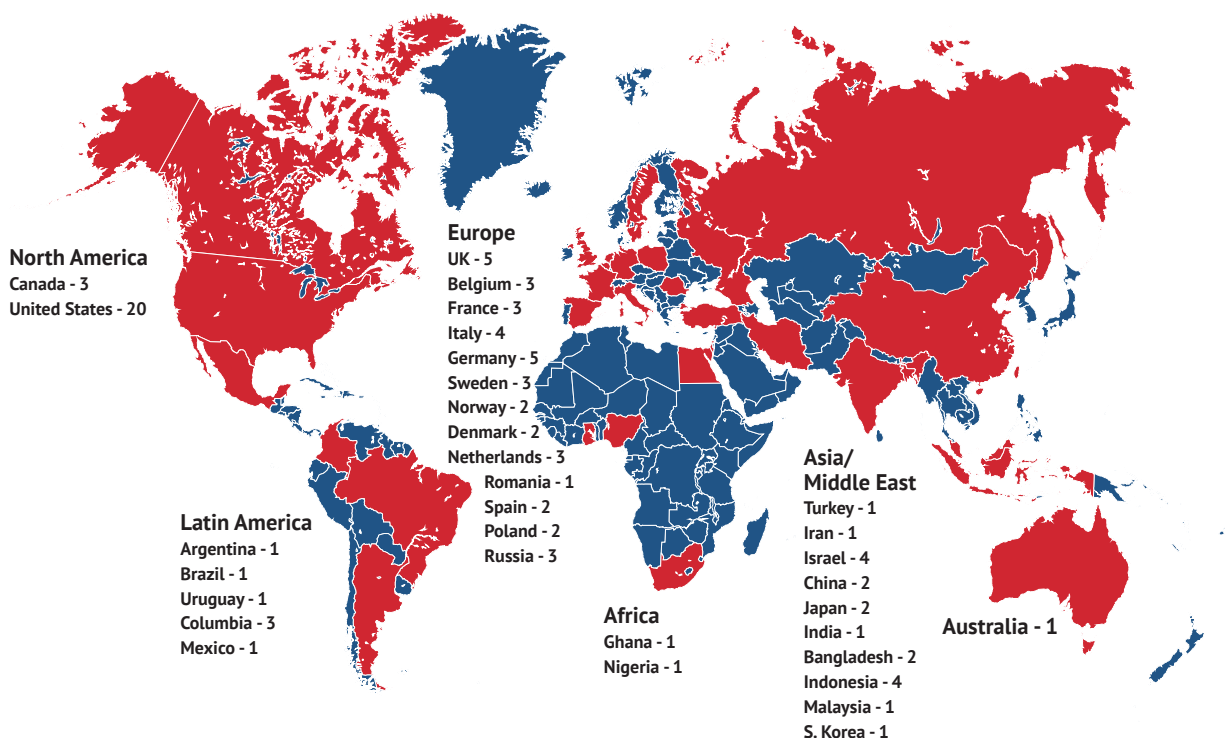 North America
Canada - 3
United States - 20
Europe
UK - 5
Belgium - 3
France - 3
Italy - 4
Germany - 5
Sweden - 3
Norway - 2
Denmark - 2
Netherlands - 3
Romania - 1
Spain - 2
Poland - 2
Russia - 3
Latin America
Argentina - 1
Brazil - 1
Uruguay - 1
Columbia - 3
Mexico - 1
Africa
Ghana - 1
Nigeria - 1
Asia/
Middle East
Turkey - 1
Iran - 1
Israel - 4
China - 2
Japan - 2
India - 1
Bangladesh - 2
Indonesia - 4
Malaysia - 1
S. Korea - 1
Australia - 1